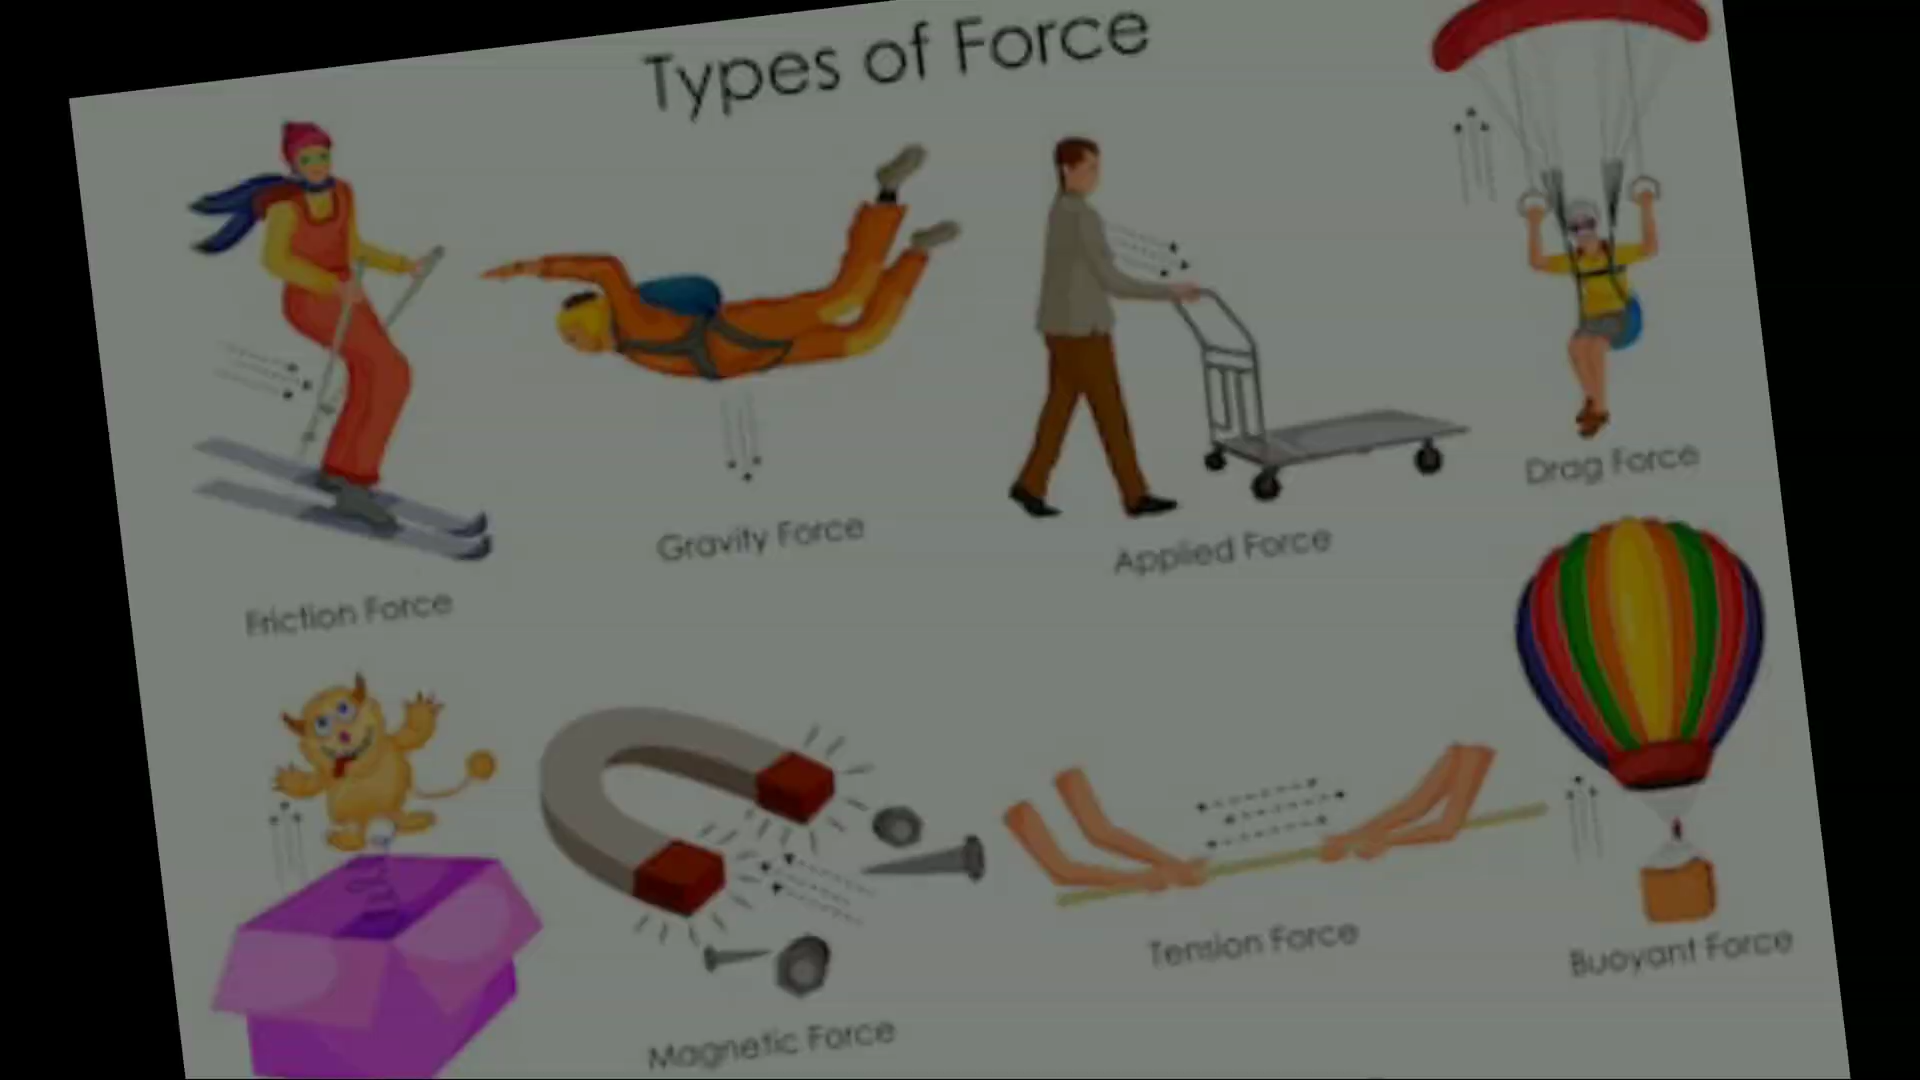 Types of Force
Friction Force
Gravity Force
Applied Force
Drag Force
Magnetic Force
Tension Force
Buoyant Force